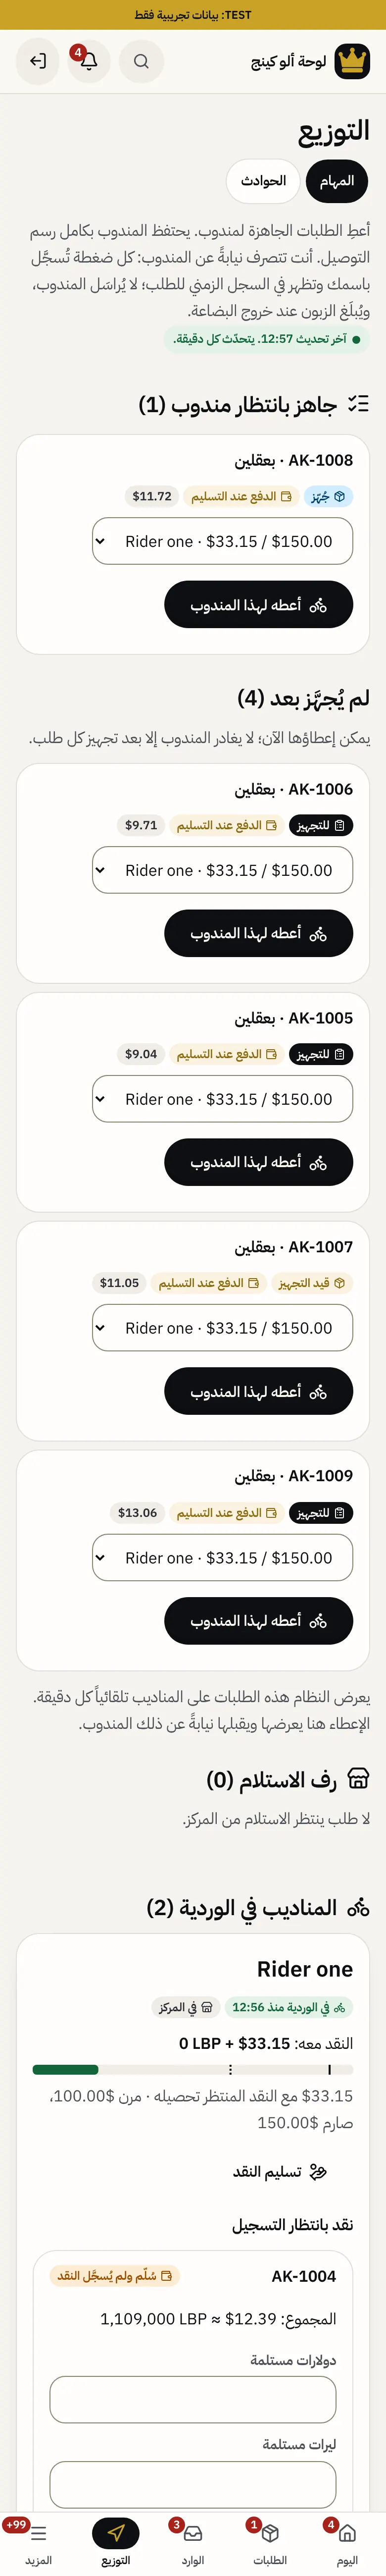 TEST: بيانات تجريبية فقط
لوحة ألو كينج
4
التوزيع
المهام
الحوادث
أعطِ الطلبات الجاهزة لمندوب. يحتفظ المندوب بكامل رسم
التوصيل. أنت تتصرف نيابةً عن المندوب: كل ضغطة تُسجَّل
باسمك وتظهر في السجل الزمني للطلب؛ لا يُراسَل المندوب،
ويُبلَغ الزبون عند خروج البضاعة.
آخر تحديث 12:57. يتحدّث كل دقيقة.
جاهز بانتظار مندوب (1)
AK-1008 · بعقلين
جُهّز
الدفع عند التسليم
$11.72
Rider one · $33.15 / $150.00
أعطه لهذا المندوب
لم يُجهَّز بعد (4)
يمكن إعطاؤها الآن؛ لا يغادر المندوب إلا بعد تجهيز كل طلب.
AK-1006 · بعقلين
للتجهيز
الدفع عند التسليم
$9.71
Rider one · $33.15 / $150.00
أعطه لهذا المندوب
AK-1005 · بعقلين
للتجهيز
الدفع عند التسليم
$9.04
Rider one · $33.15 / $150.00
أعطه لهذا المندوب
AK-1007 · بعقلين
قيد التجهيز
الدفع عند التسليم
$11.05
Rider one · $33.15 / $150.00
أعطه لهذا المندوب
AK-1009 · بعقلين
للتجهيز
الدفع عند التسليم
$13.06
Rider one · $33.15 / $150.00
أعطه لهذا المندوب
يعرض النظام هذه الطلبات على المناديب تلقائياً كل دقيقة.
الإعطاء هنا يعرضها ويقبلها نيابةً عن ذلك المندوب.
رف الاستلام (0)
لا طلب ينتظر الاستلام من المركز.
المناديب في الوردية (2)
Rider one
في الوردية منذ 12:56
في المركز
النقد معه: $33.15 + 0 LBP
$33.15 مع النقد المنتظر تحصيله · مرن $100.00،
صارم $150.00
تسليم النقد
نقد بانتظار التسجيل
AK-1004
سُلّم ولم يُسجَّل النقد
المجموع: $12.39 ≈ 1,109,000 LBP
دولارات مستلمة
ليرات مستلمة
4
اليوم
1
الطلبات
3
الوارد
التوزيع
99+
المزيد